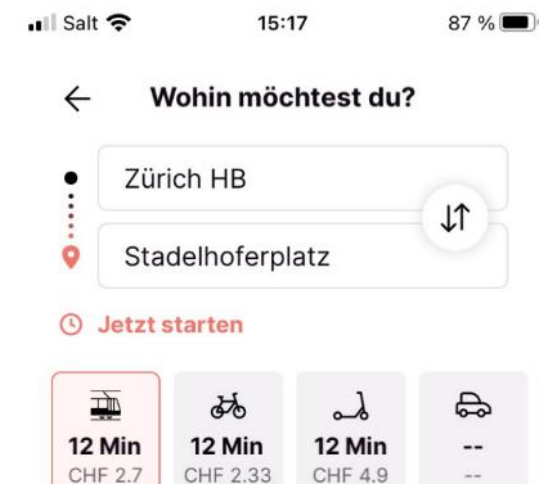 Salt 15:17 87 %
Wohin möchtest du?
Zürich HB
Stadelhoferplatz
Jetzt starten
12 Min 12 Min 12 Min --
CHF 2.7 CHF 2.33 CHF 4.9 --